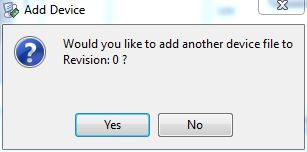 Add Device
Would you like to add another device file to
Revision: 0 ?
Yes
No